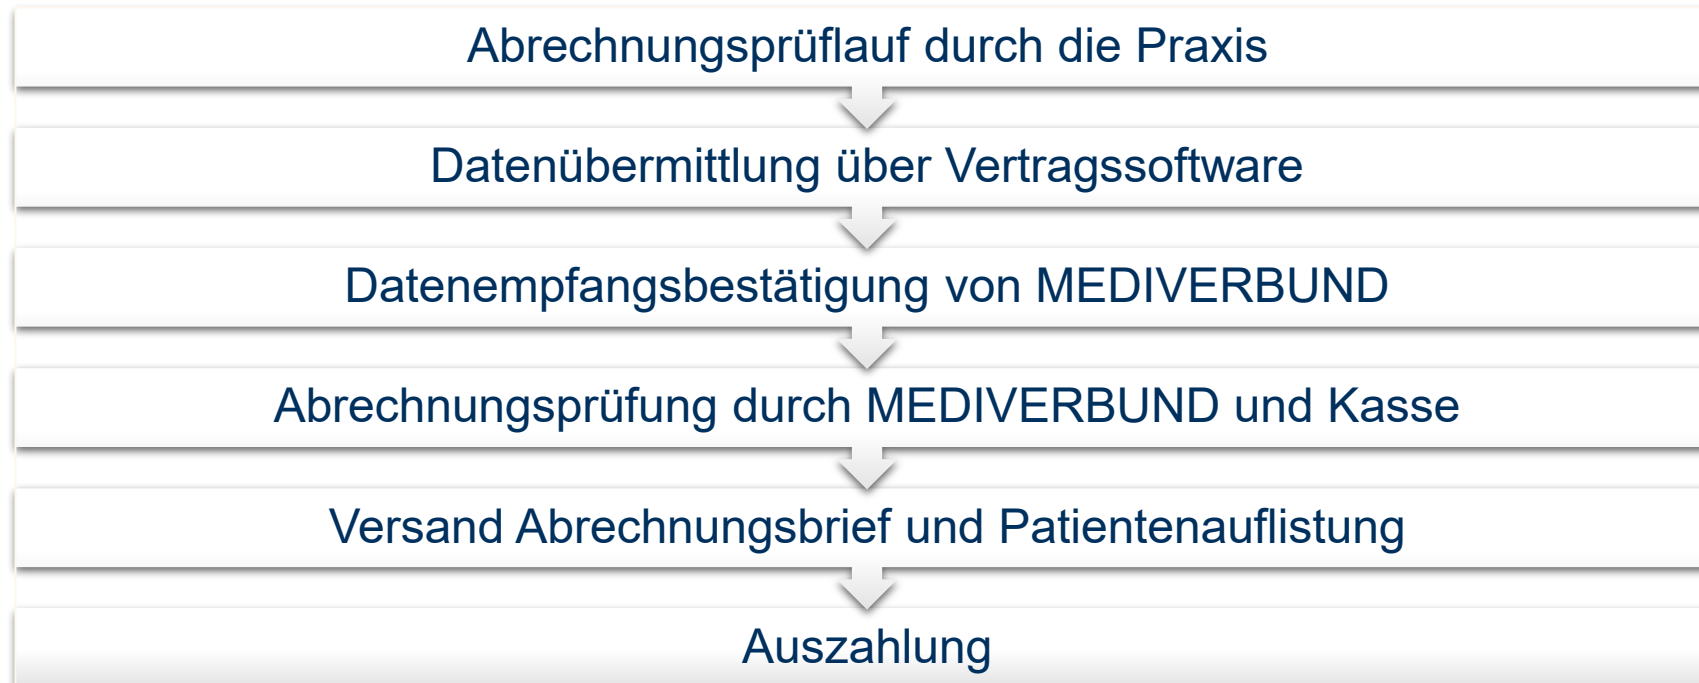 Abrechnungsprüflauf durch die Praxis
Datenübermittlung über Vertragssoftware
Datenempfangsbestätigung von MEDIVERBUND
Abrechnungsprüfung durch MEDIVERBUND und Kasse
Versand Abrechnungsbrief und Patientenauflistung
Auszahlung